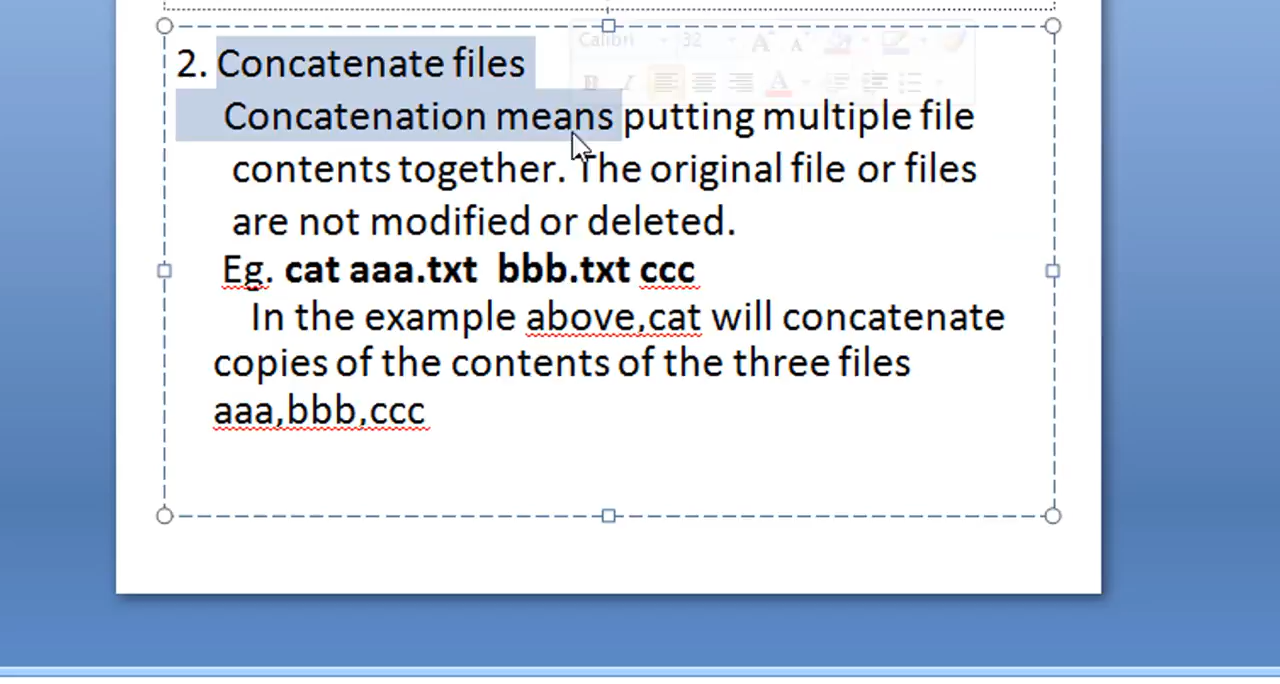 Calibri 32
2. Concatenate files
Concatenation means putting multiple file
contents together. The original file or files
are not modified or deleted.
Eg. cat aaa.txt  bbb.txt ccc
In the example above,cat will concatenate
copies of the contents of the three files
aaa,bbb,ccc